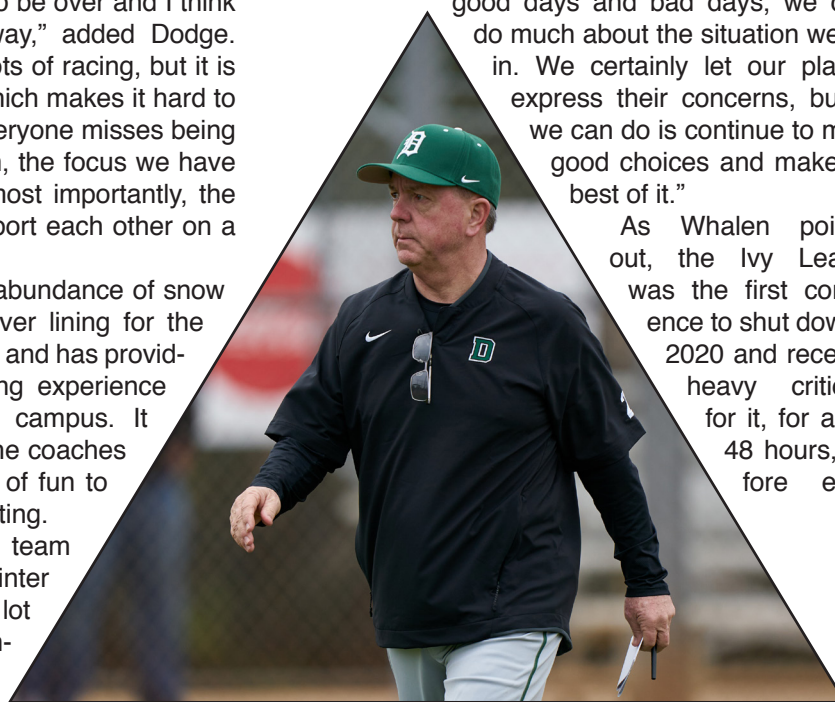 o be over and I think
way,” added Dodge.
ots of racing, but it is
hich makes it hard to
eryone misses being
, the focus we have
most importantly, the
port each other on a
abundance of snow
ver lining for the
and has provid-
ng experience
campus. It
he coaches
of fun to
ting.
team
inter
lot
n-
good days and bad days, we
do much about the situation we
in. We certainly let our pla
express their concerns, bu
we can do is continue to m
good choices and make
best of it.”
As Whalen poi
out, the Ivy Lea
was the first con
ence to shut dow
2020 and rece
heavy criti
for it, for a
48 hours,
fore e
D
D
2